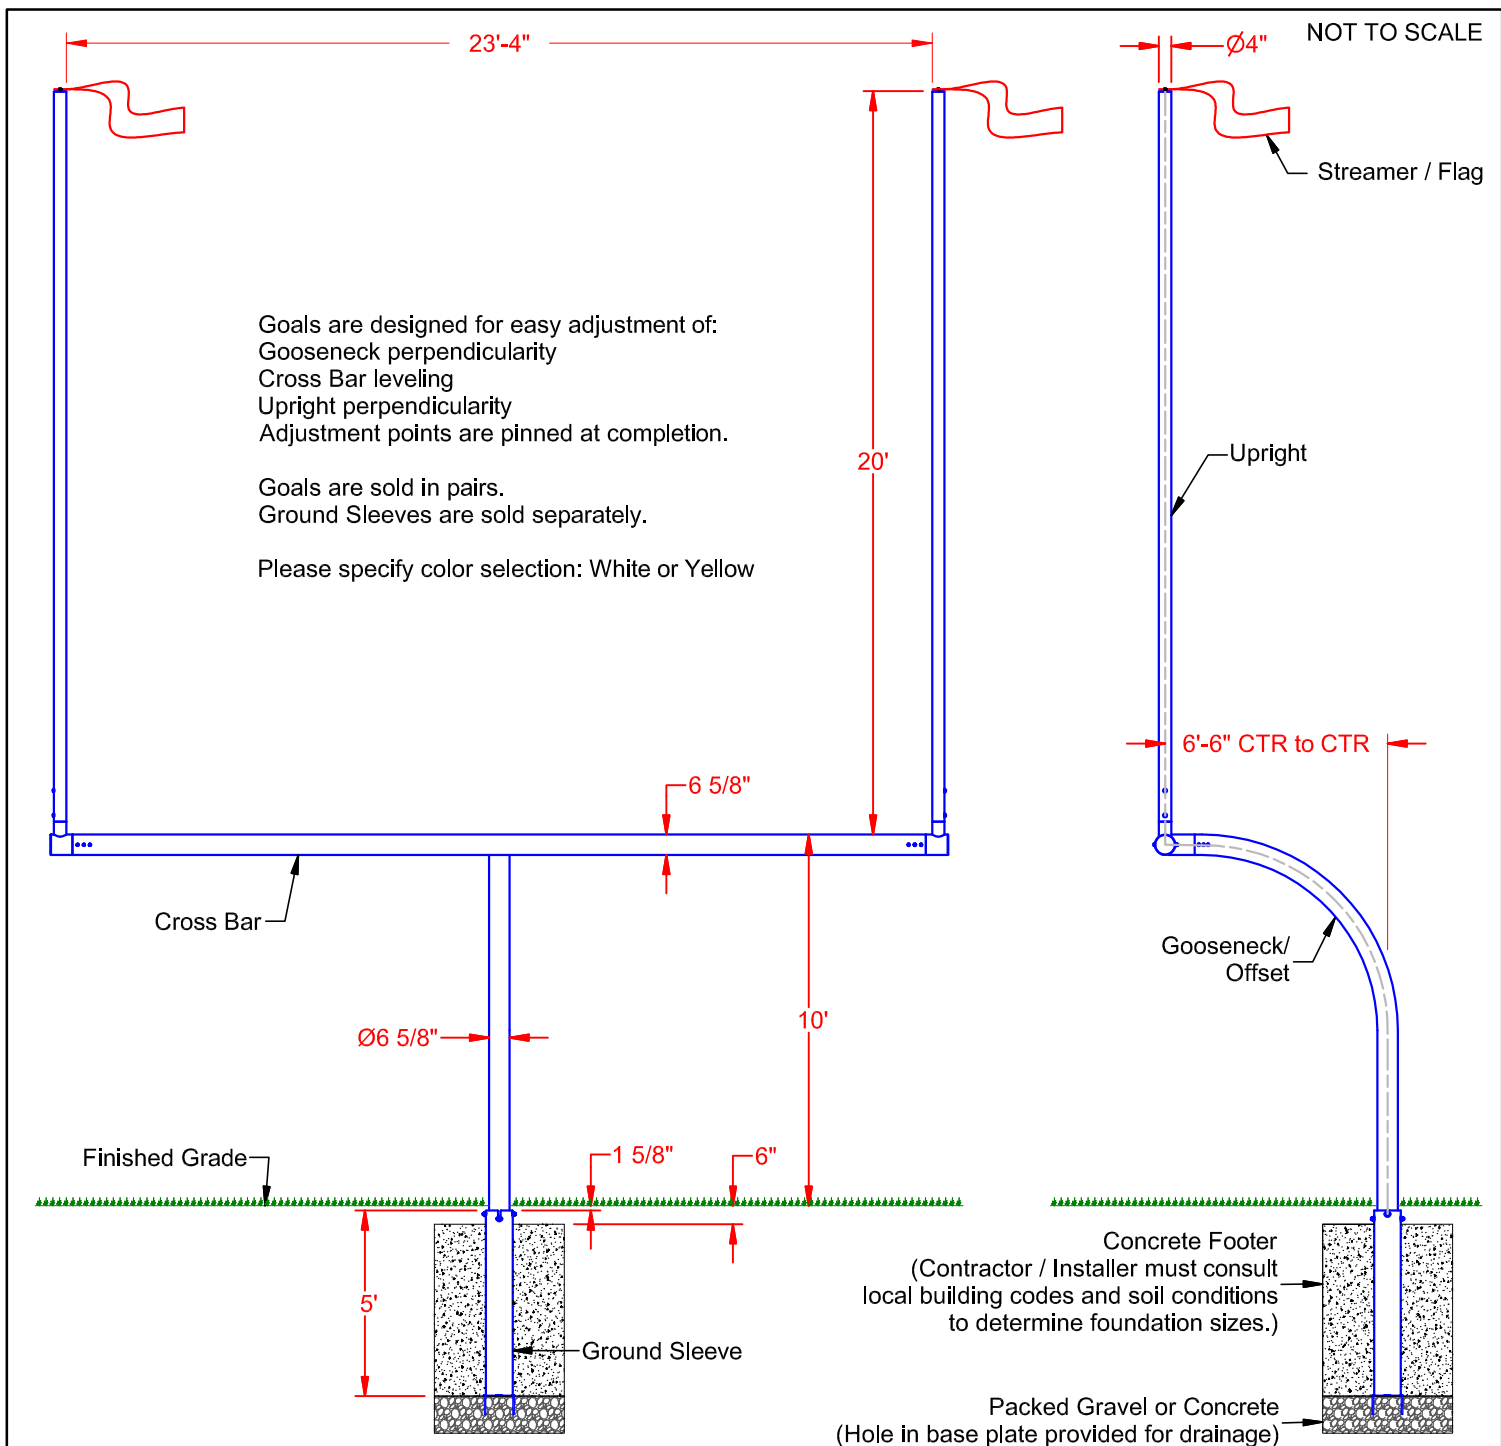 23'-4"
Ø4"
NOT TO SCALE
Streamer / Flag
Goals are designed for easy adjustment of:
Gooseneck perpendicularity
Cross Bar leveling
Upright perpendicularity
Adjustment points are pinned at completion.
Goals are sold in pairs.
Ground Sleeves are sold separately.
Please specify color selection: White or Yellow
20'
Upright
6'-6" CTR to CTR
6 5/8"
Cross Bar
Gooseneck/
Offset
10'
Ø6 5/8"
Finished Grade
1 5/8"
6"
5'
Ground Sleeve
Concrete Footer
(Contractor / Installer must consult
local building codes and soil conditions
to determine foundation sizes.)
Packed Gravel or Concrete
(Hole in base plate provided for drainage)